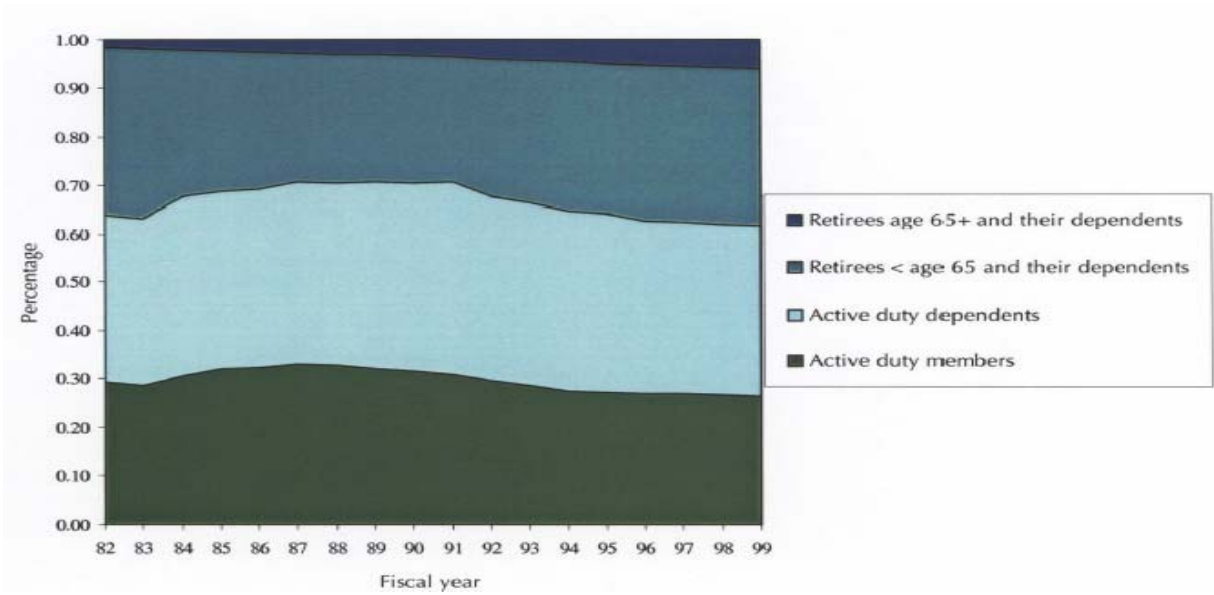 1.00
0.90
0.80
0.70
0.60
0.50
0.40
0.30
0.20
0.10
0.00
Percentage
82 83 84 85 86 87 88 89 90 91 92 93 94 95 96 97 98 99
Fiscal year
Retirees age 65+ and their dependents
Retirees < age 65 and their dependents
Active duty dependents
Active duty members